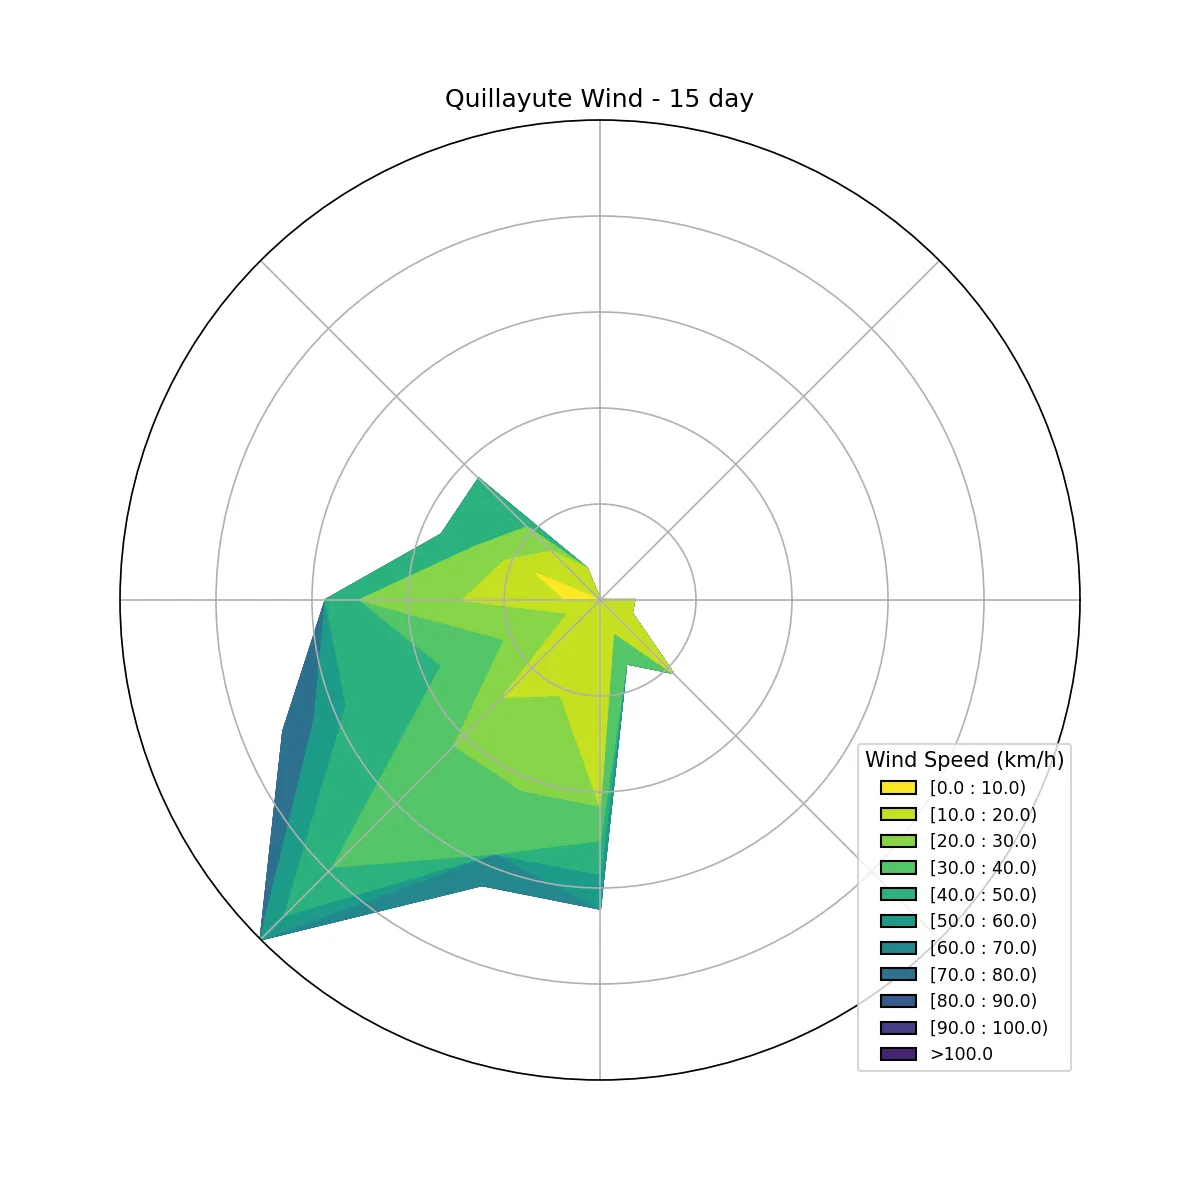 Quillayute Wind - 15 day
Wind Speed (km/h)
[0.0 : 10.0)
[10.0 : 20.0)
[20.0 : 30.0)
[30.0 : 40.0)
[40.0 : 50.0)
[50.0 : 60.0)
[60.0 : 70.0)
[70.0 : 80.0)
[80.0 : 90.0)
[90.0 : 100.0)
>100.0